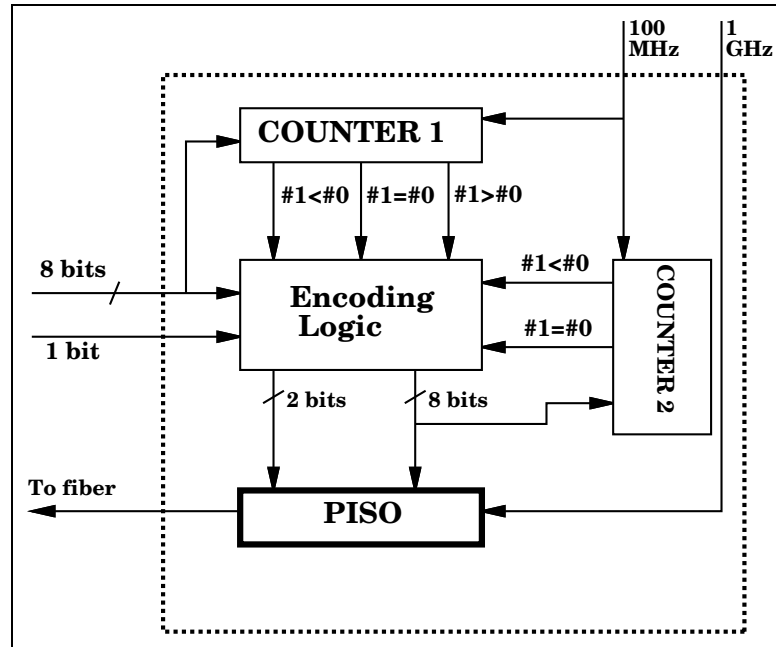 100
MHz
1
GHz
COUNTER 1
#1<#0
#1=#0
#1>#0
8 bits
Encoding
Logic
#1<#0
#1=#0
COUNTER 2
1 bit
2 bits
8 bits
To fiber
PISO